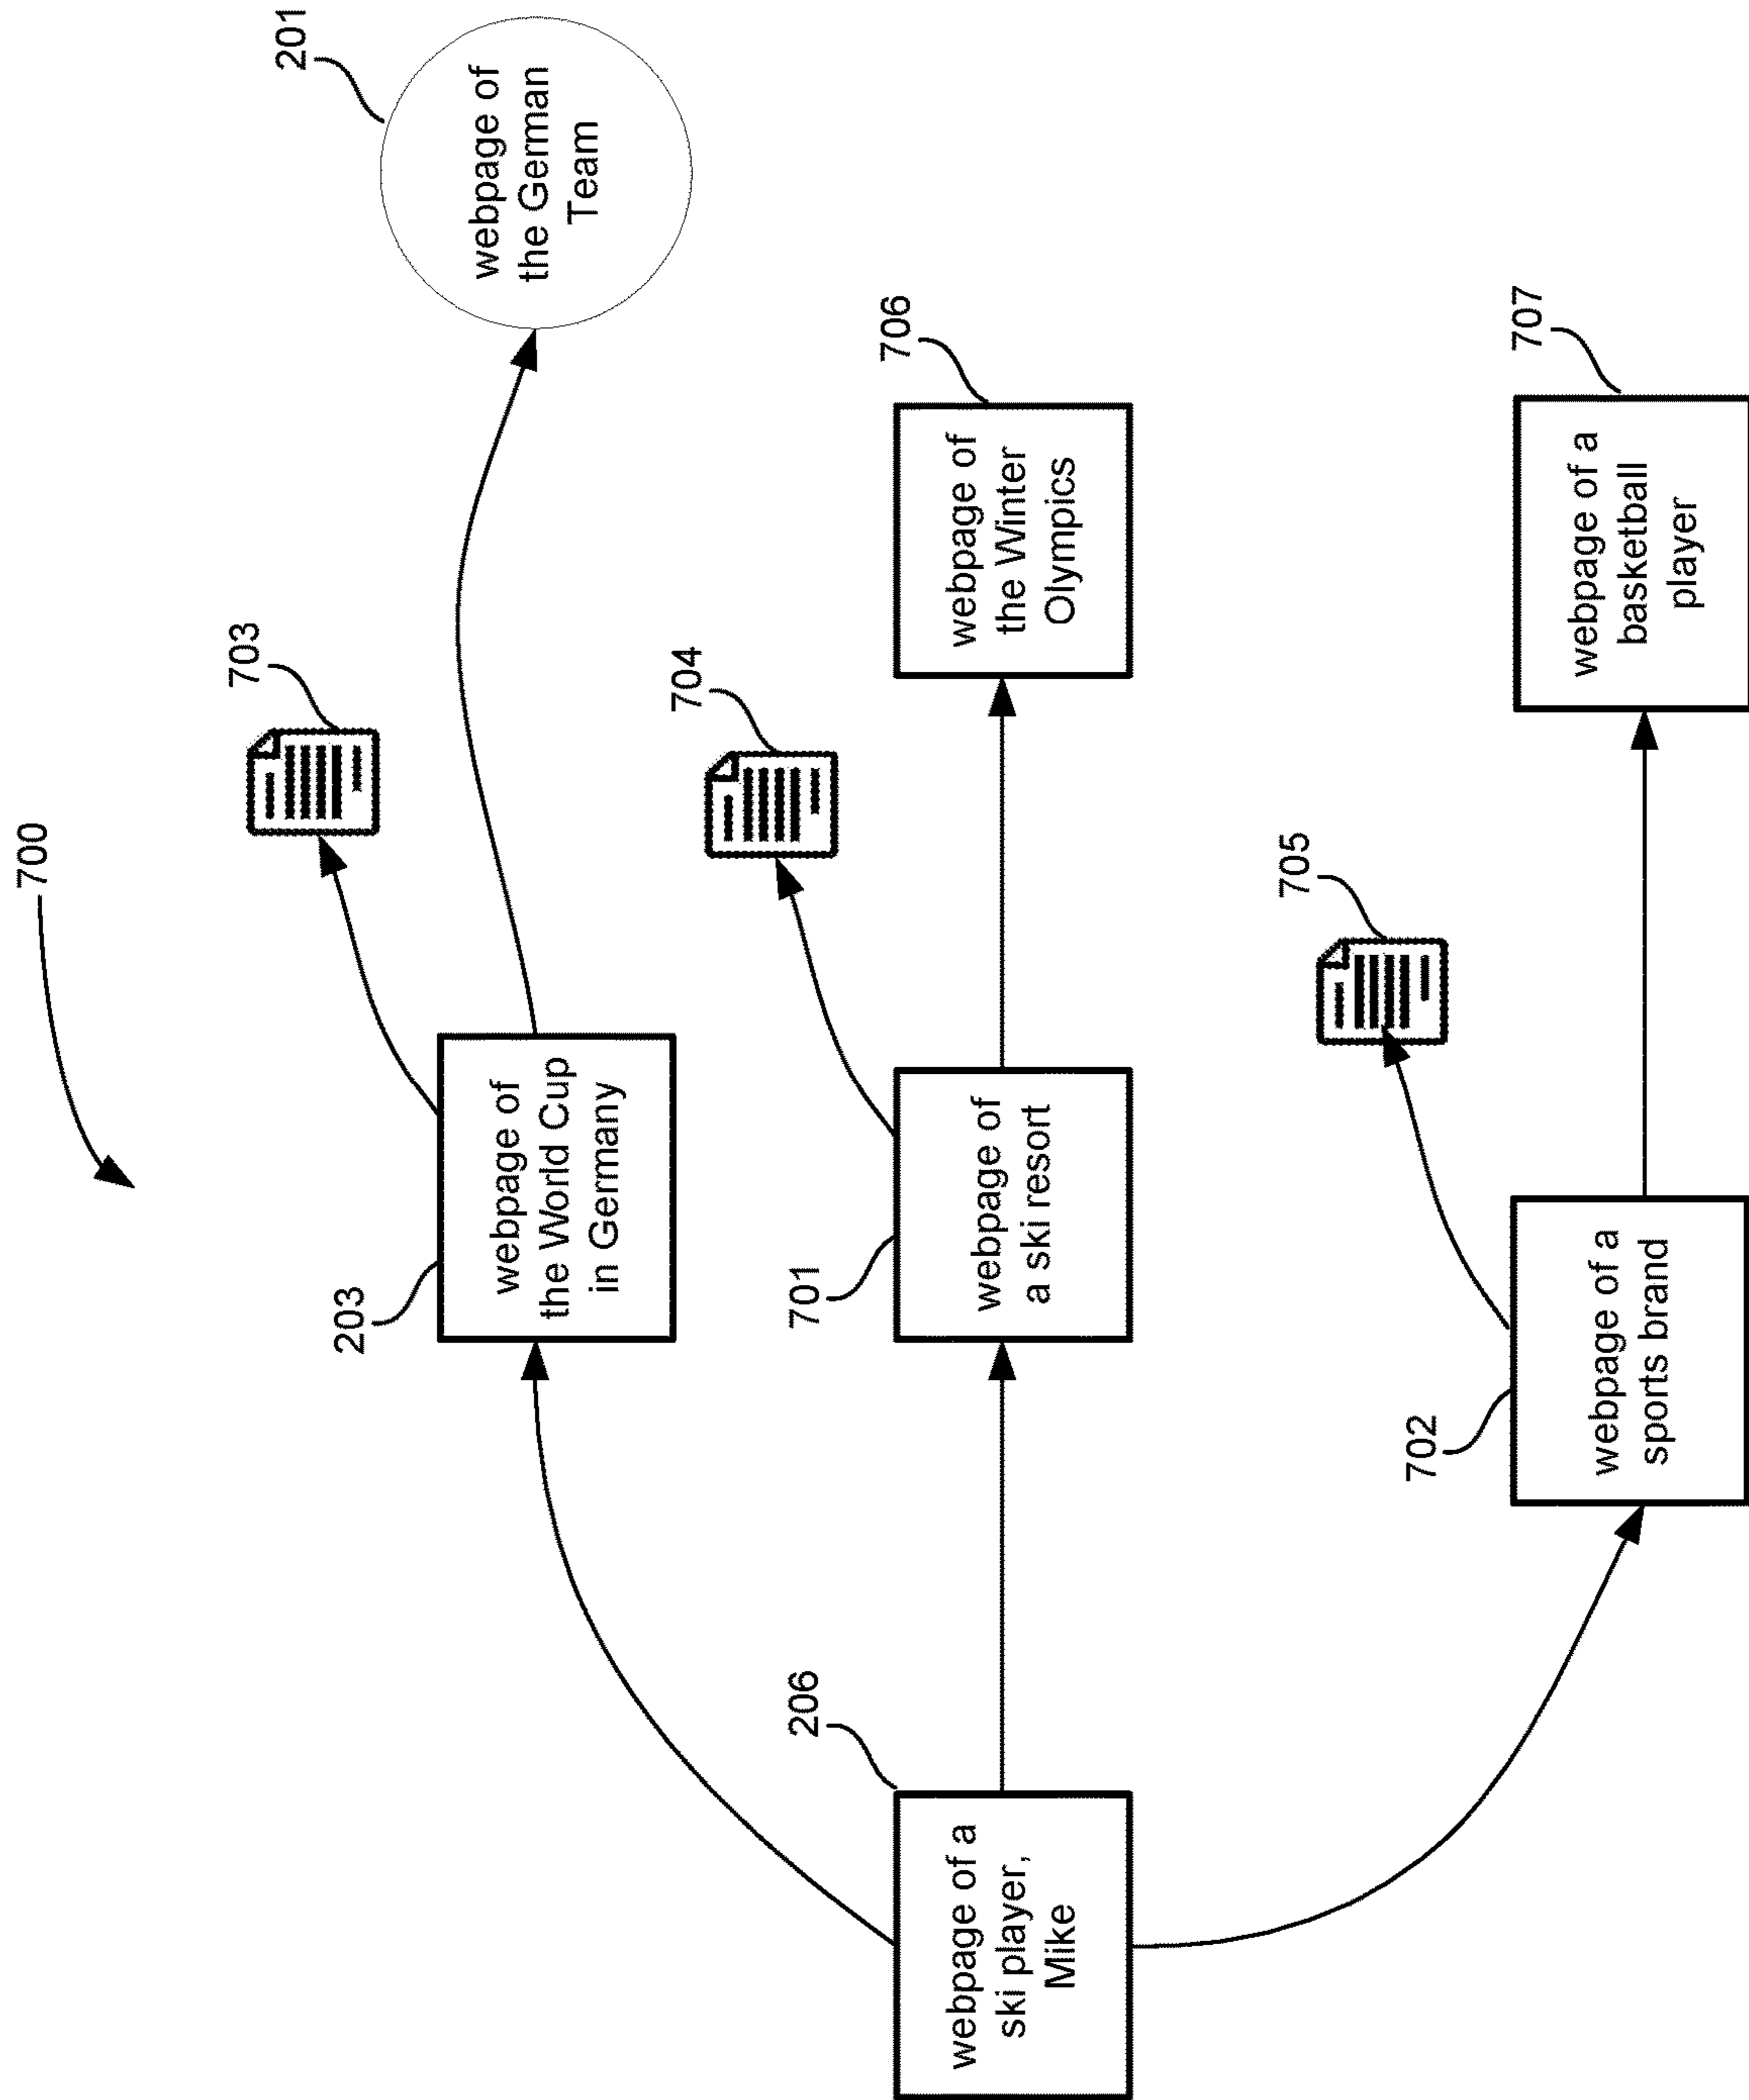 700
703
201
203
webpage of
the World Cup
in Germany
webpage of
the German
Team
704
206
701
706
webpage of a
ski player,
Mike
webpage of
a ski resort
webpage of
the Winter
Olympics
705
702
707
webpage of a
sports brand
webpage of a
basketball
player